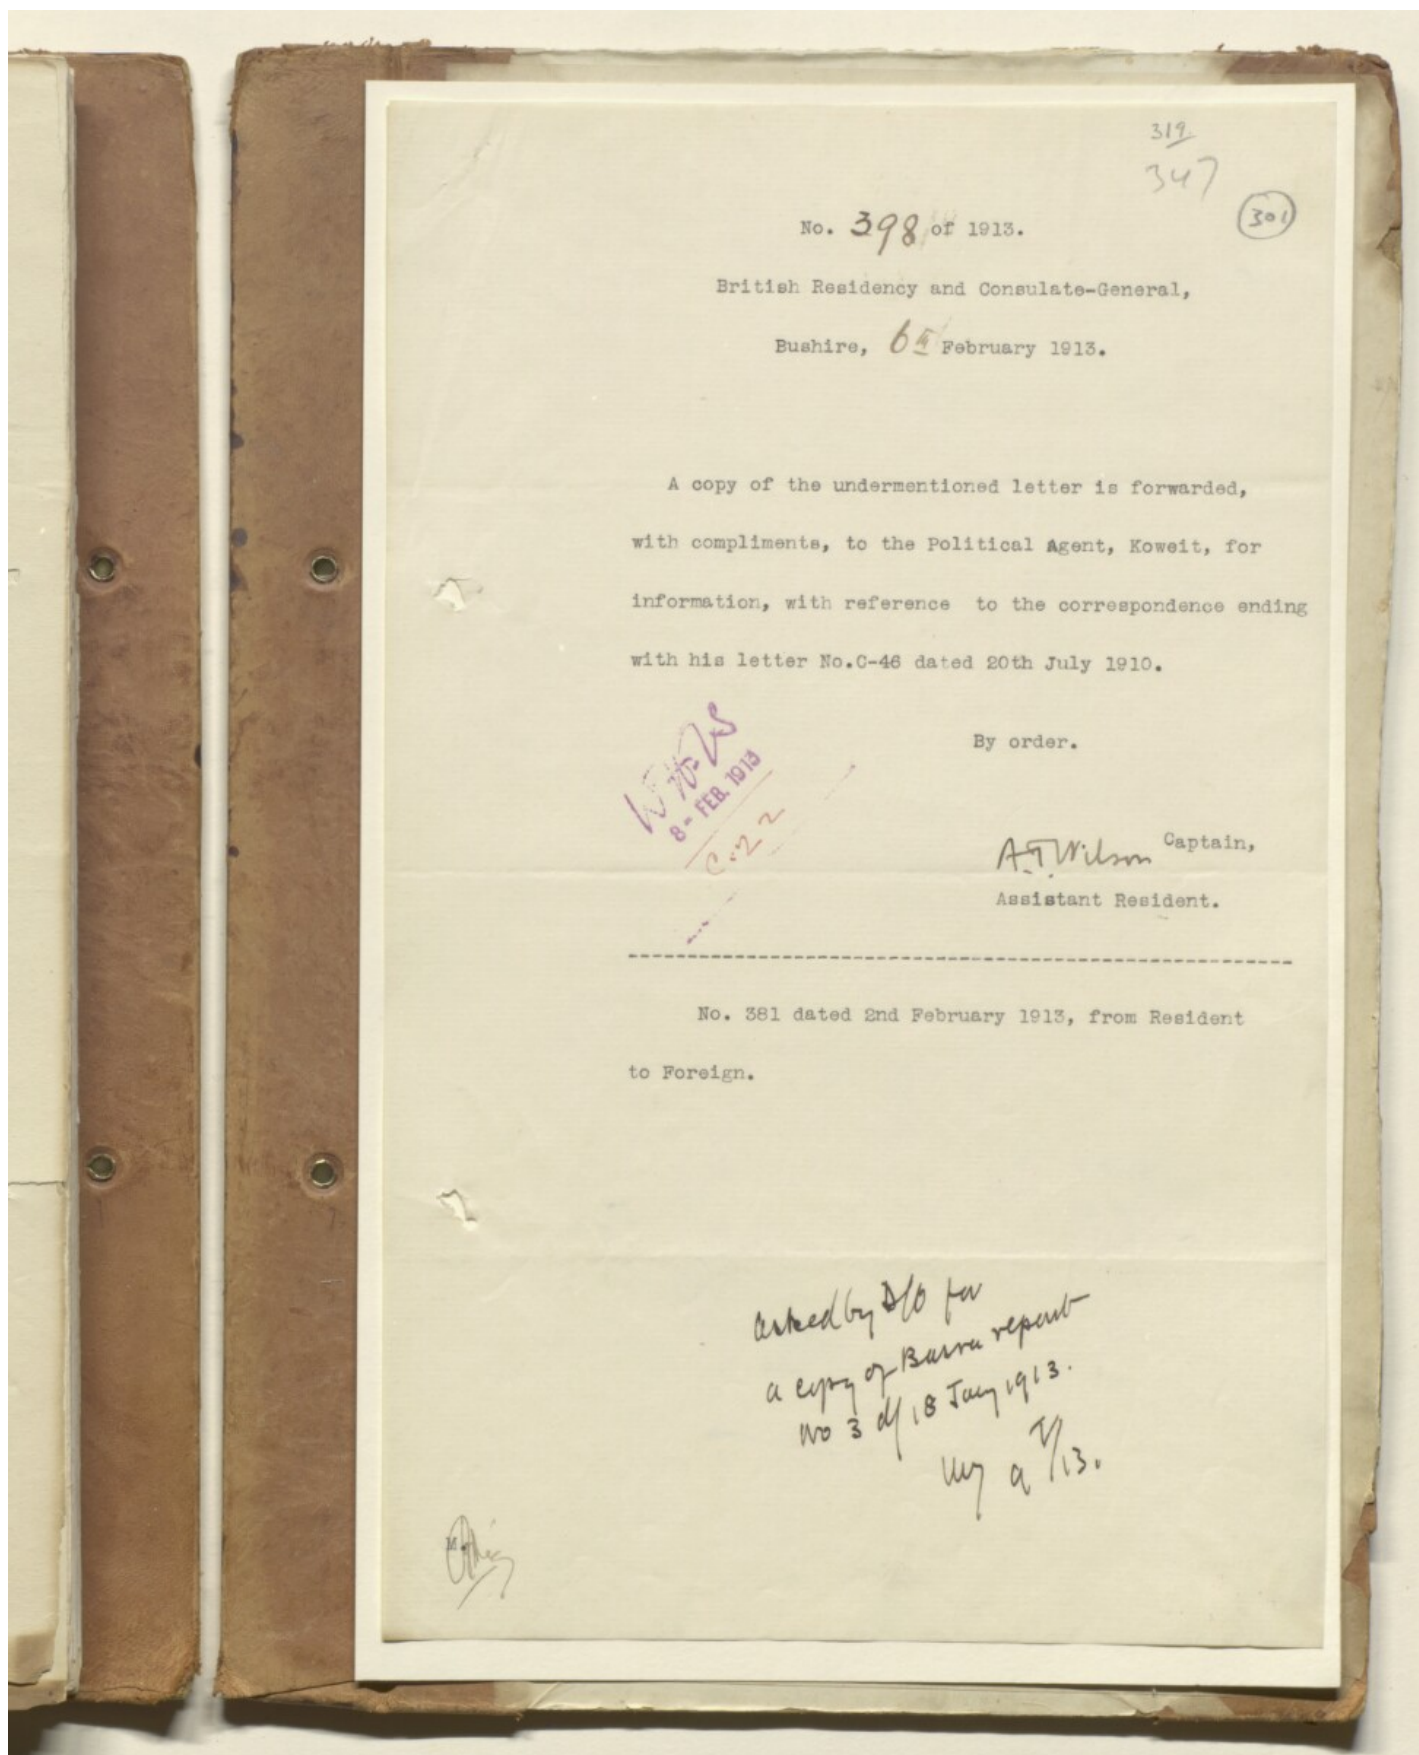 319
347
301
No. 398 of 1913.
British Residency and Consulate-General,
Bushire, 6th February 1913.
A copy of the undermentioned letter is forwarded,
with compliments, to the Political Agent, Koweit, for
information, with reference to the correspondence ending
with his letter No.C-46 dated 20th July 1910.
By order.
8- FEB. 1913
C.22
A.T.Wilson Captain,
Assistant Resident.
No. 381 dated 2nd February 1913, from Resident
to Foreign.
asked by D/O for
a copy of Basra report
no 3 d/ 18 Jany 1913.
9 /13.
M.